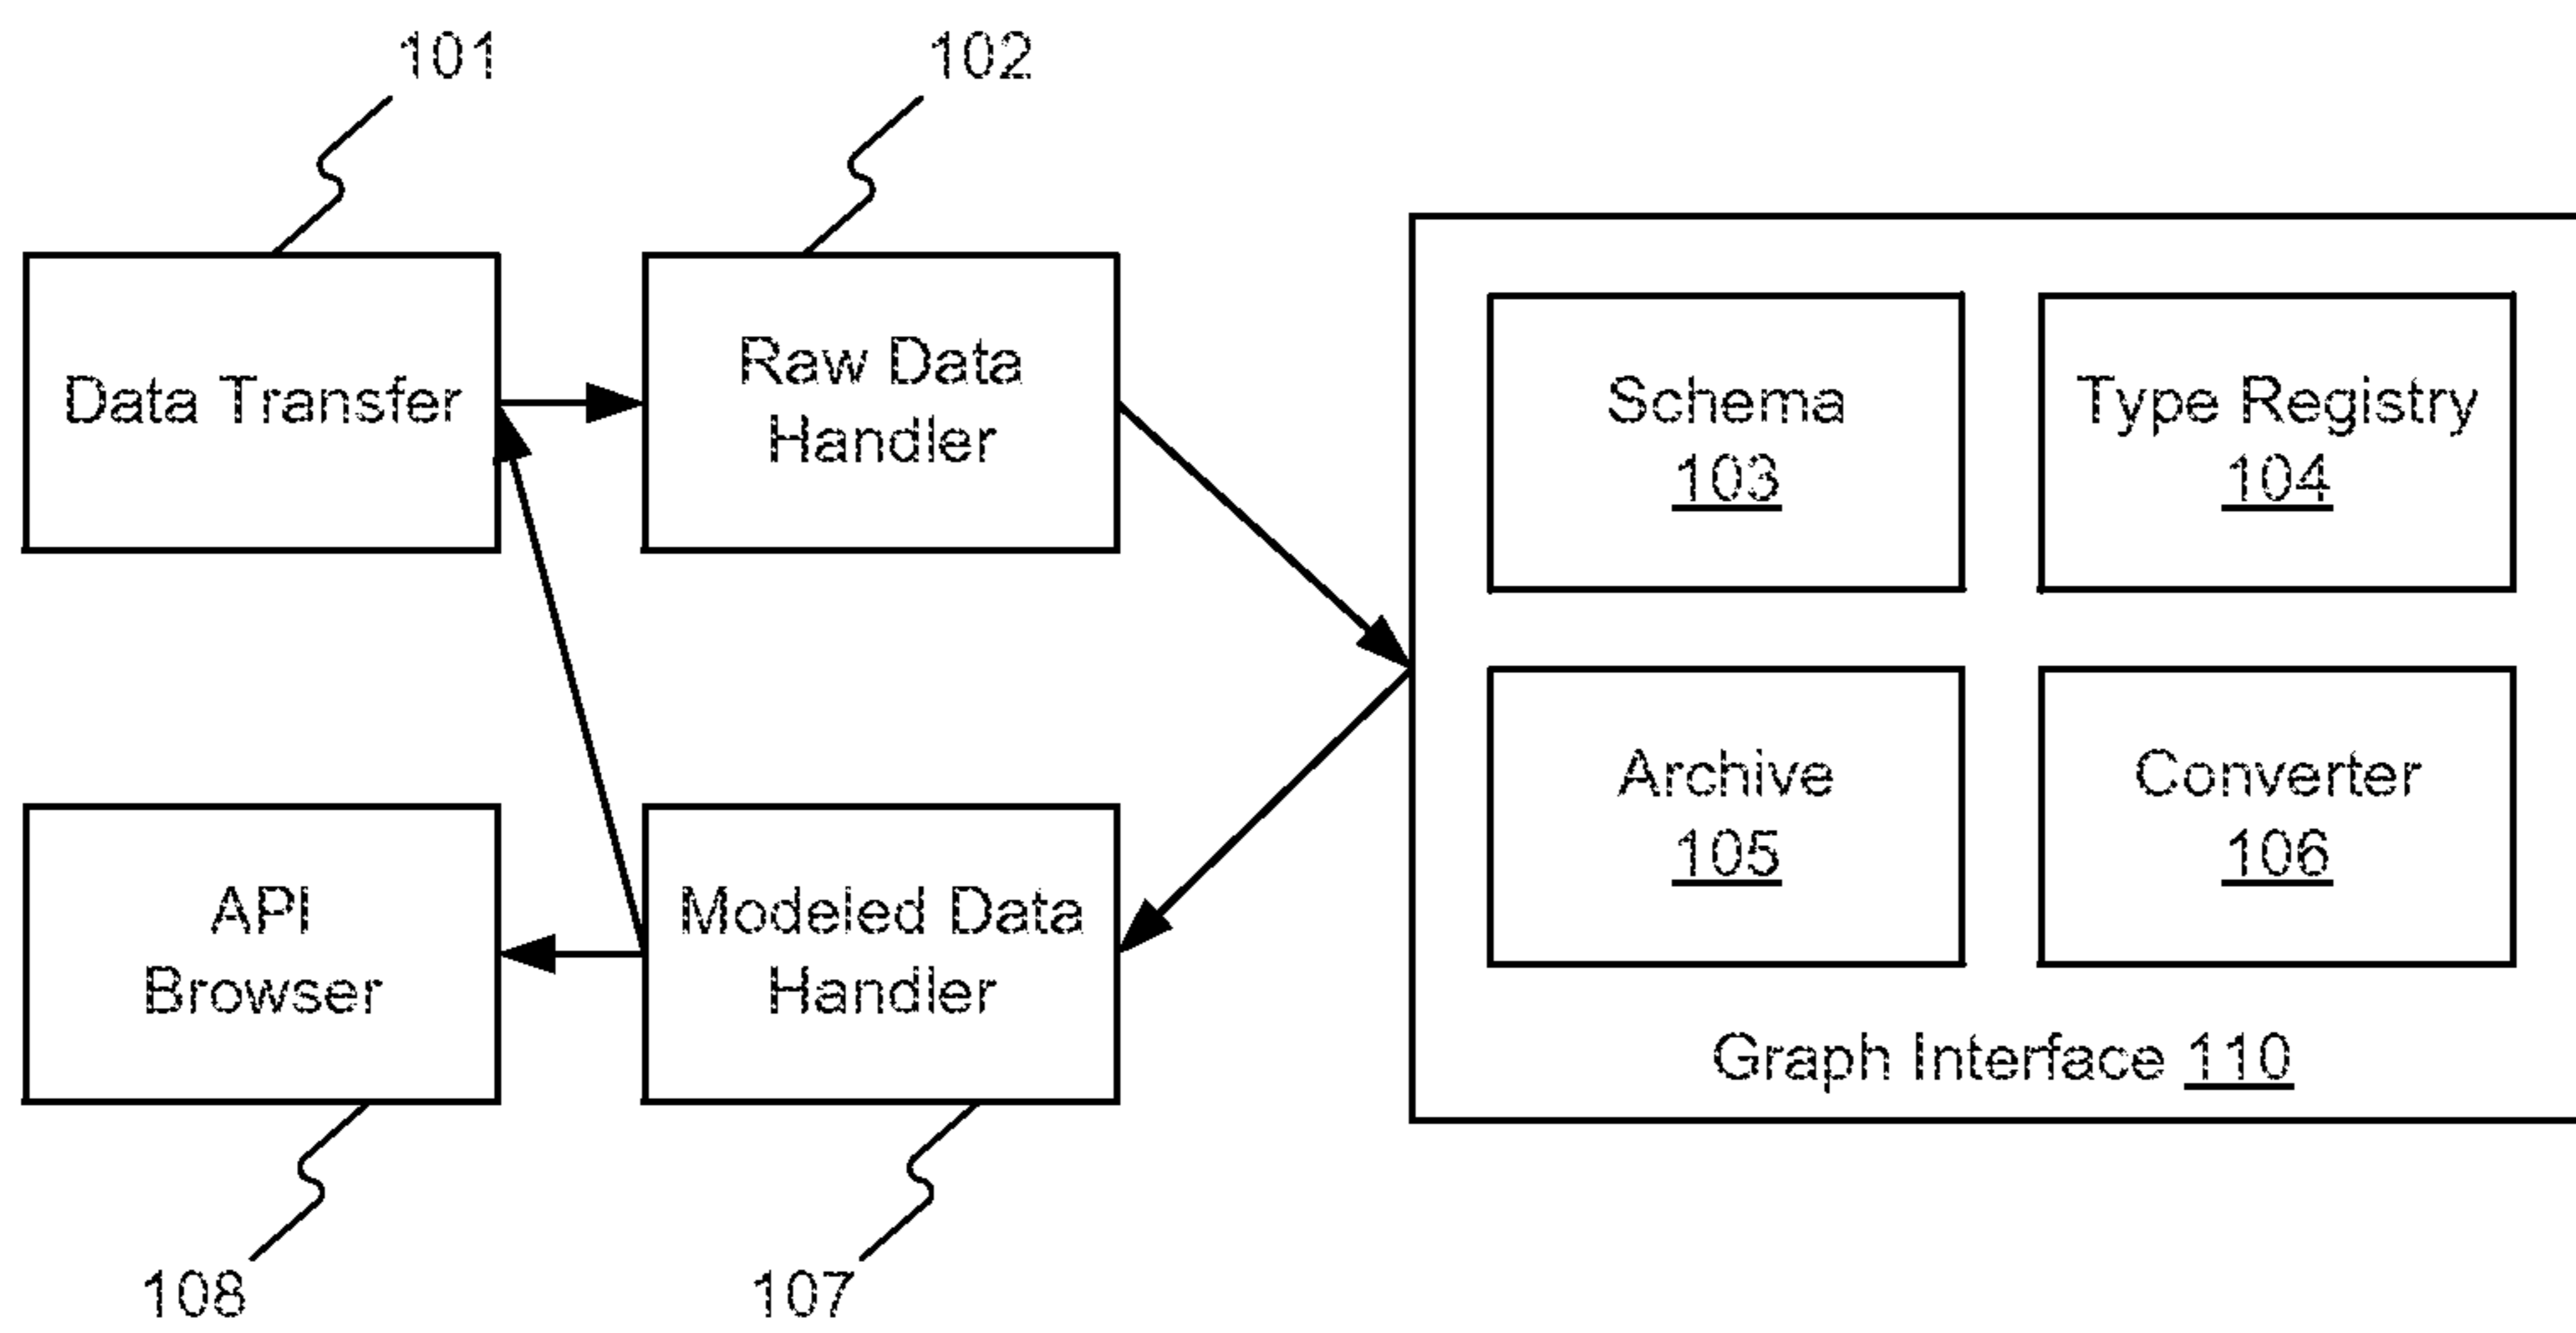 101
102
Data Transfer
Raw Data
Handler
Schema
103
Type Registry
104
Archive
105
Converter
106
API
Browser
Modeled Data
Handler
Graph Interface 110
108
107